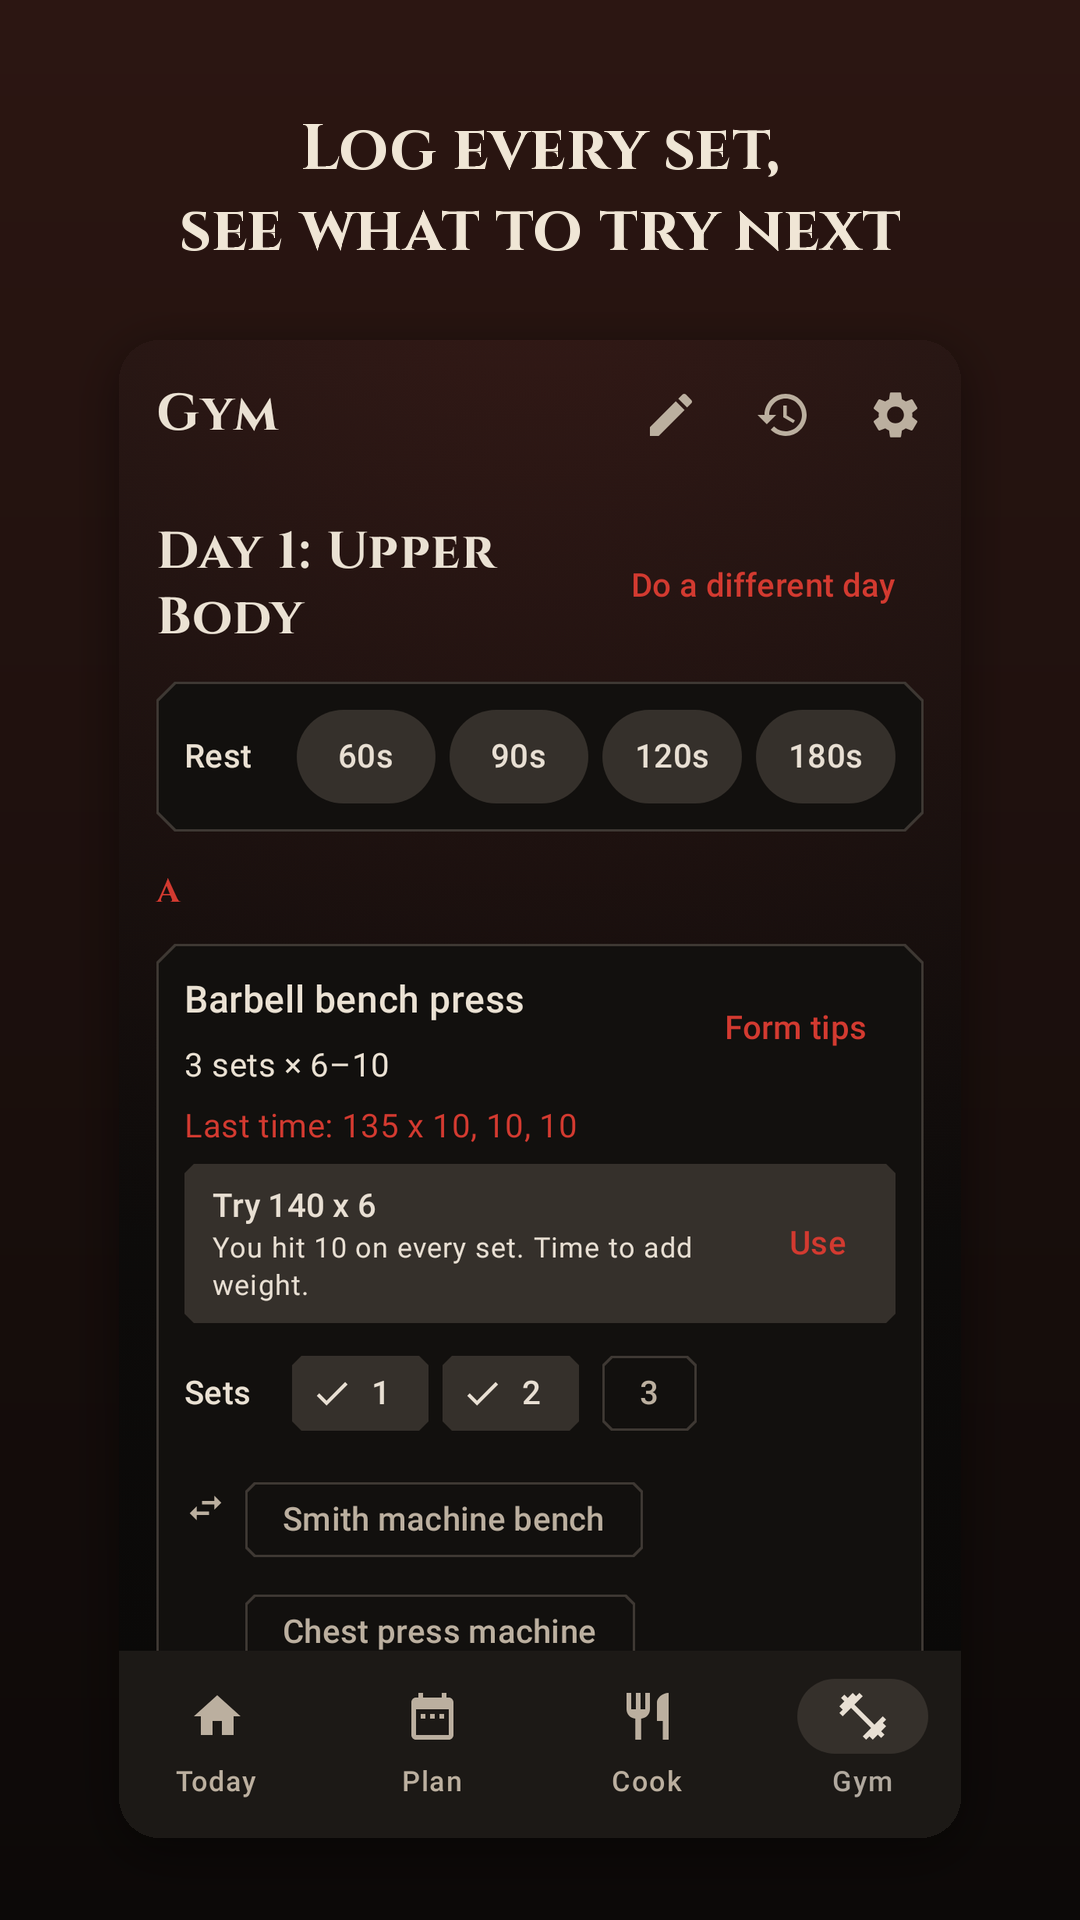 Log every set,
see what to try next
Gym
Day 1: Upper
Body
Do a different day
Rest
60s
90s
120s
180s
A
Barbell bench press
Form tips
3 sets × 6–10
Last time: 135 x 10, 10, 10
Try 140 x 6
You hit 10 on every set. Time to add
weight.
Use
Sets
1
2
3
Smith machine bench
Chest press machine
Today
Plan
Cook
Gym